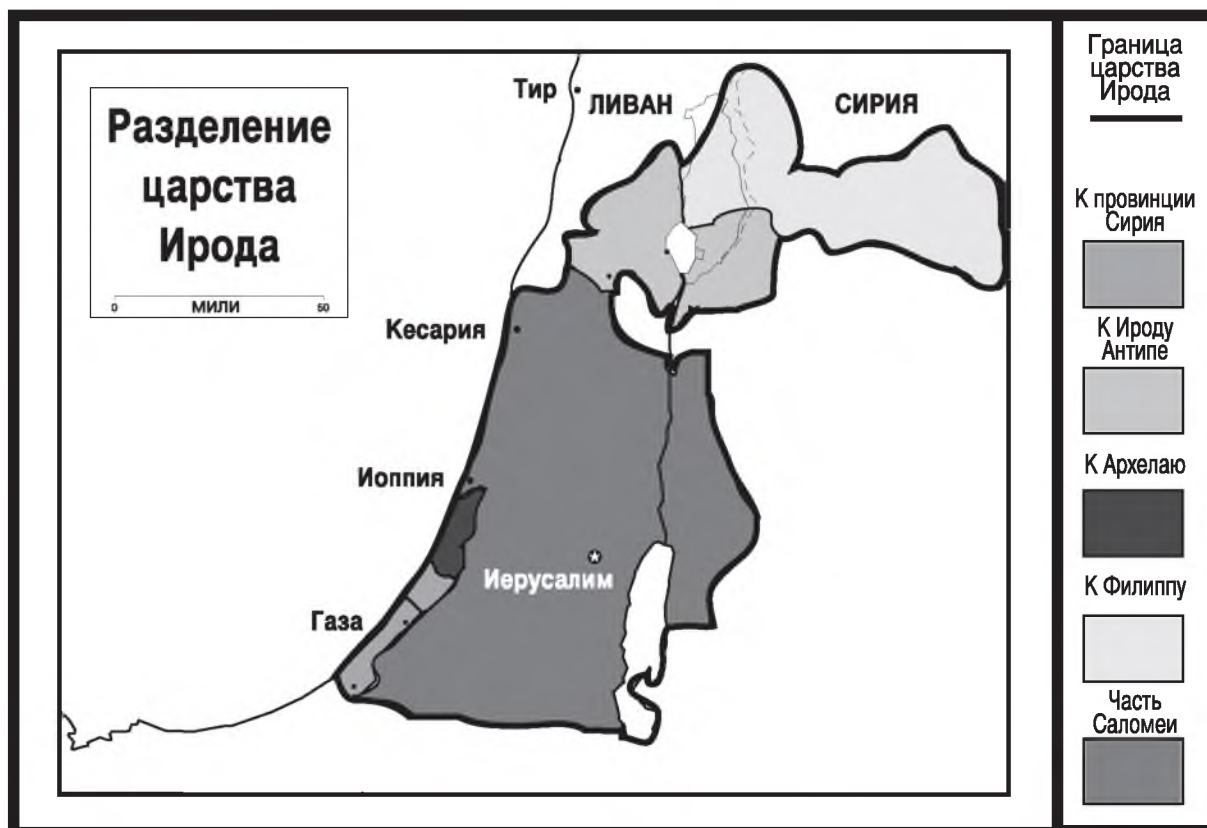 Разделение
царства
Ирода
0 МИЛИ 50
Тир
ЛИВАН
СИРИЯ
Кесария
Иоппия
Иерусалим
Газа
Граница
царства
Ирода
К провинции
Сирия
К Ироду
Антипе
К Архелаю
К Филиппу
Часть
Саломеи